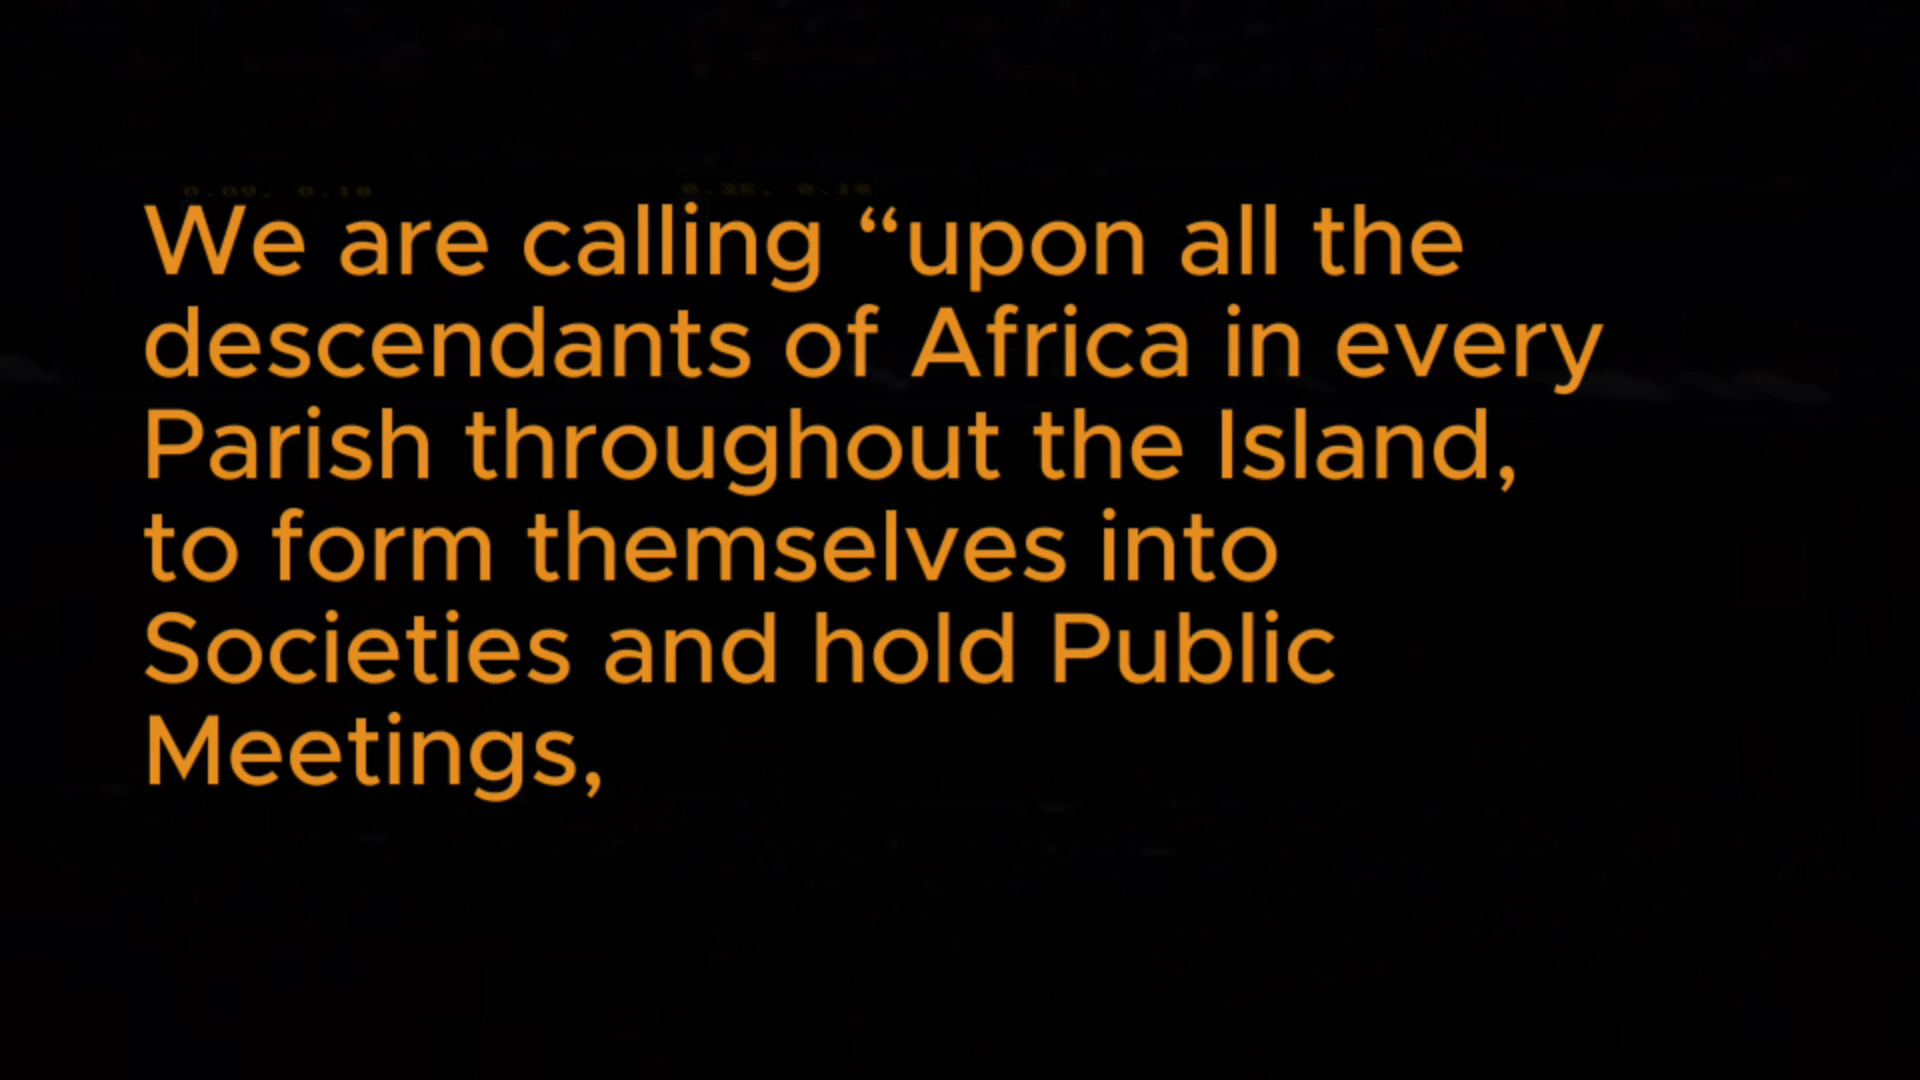 We are calling “upon all the
descendants of Africa in every
Parish throughout the Island,
to form themselves into
Societies and hold Public
Meetings,